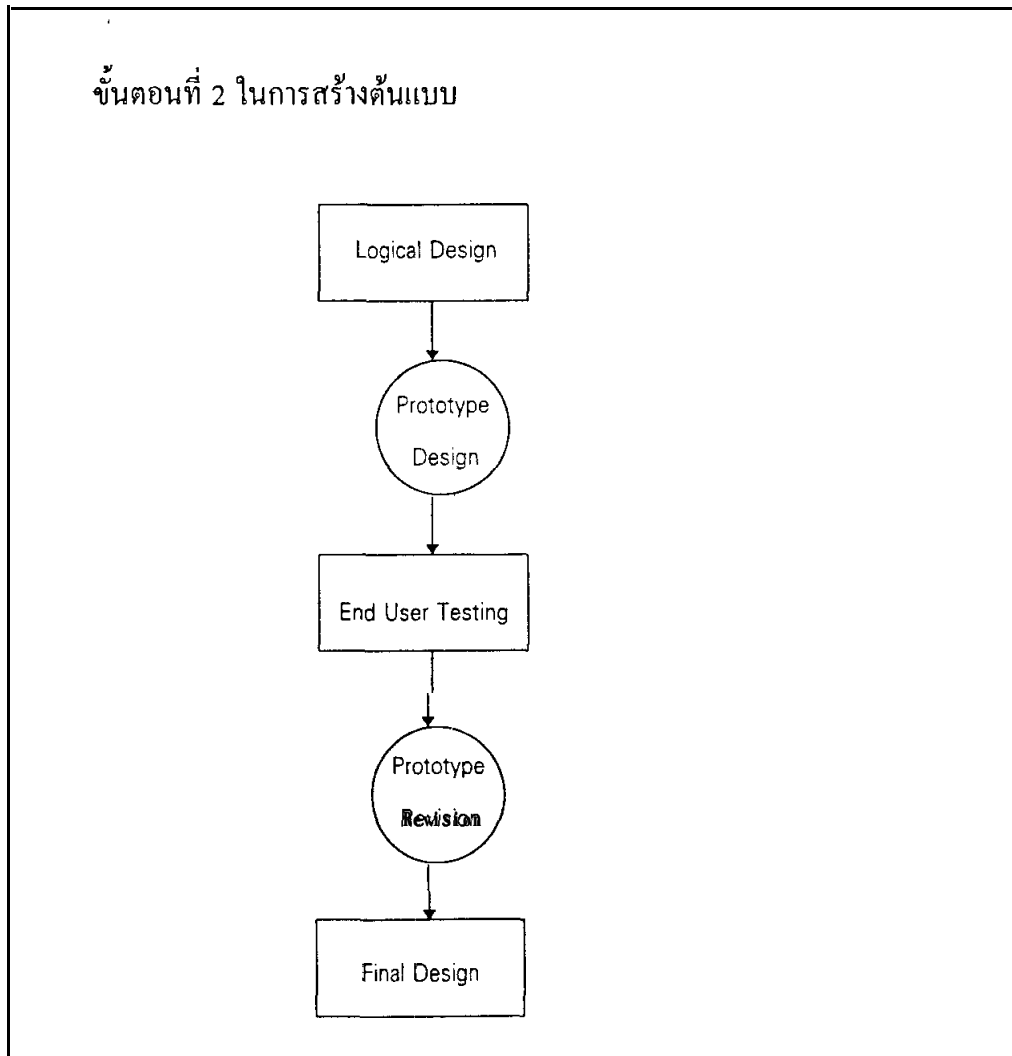 ขั้นตอนที่ 2 ในการสร้างต้นแบบ
Logical Design
Prototype
Design
End User Testing
Prototype
Revision
Final Design